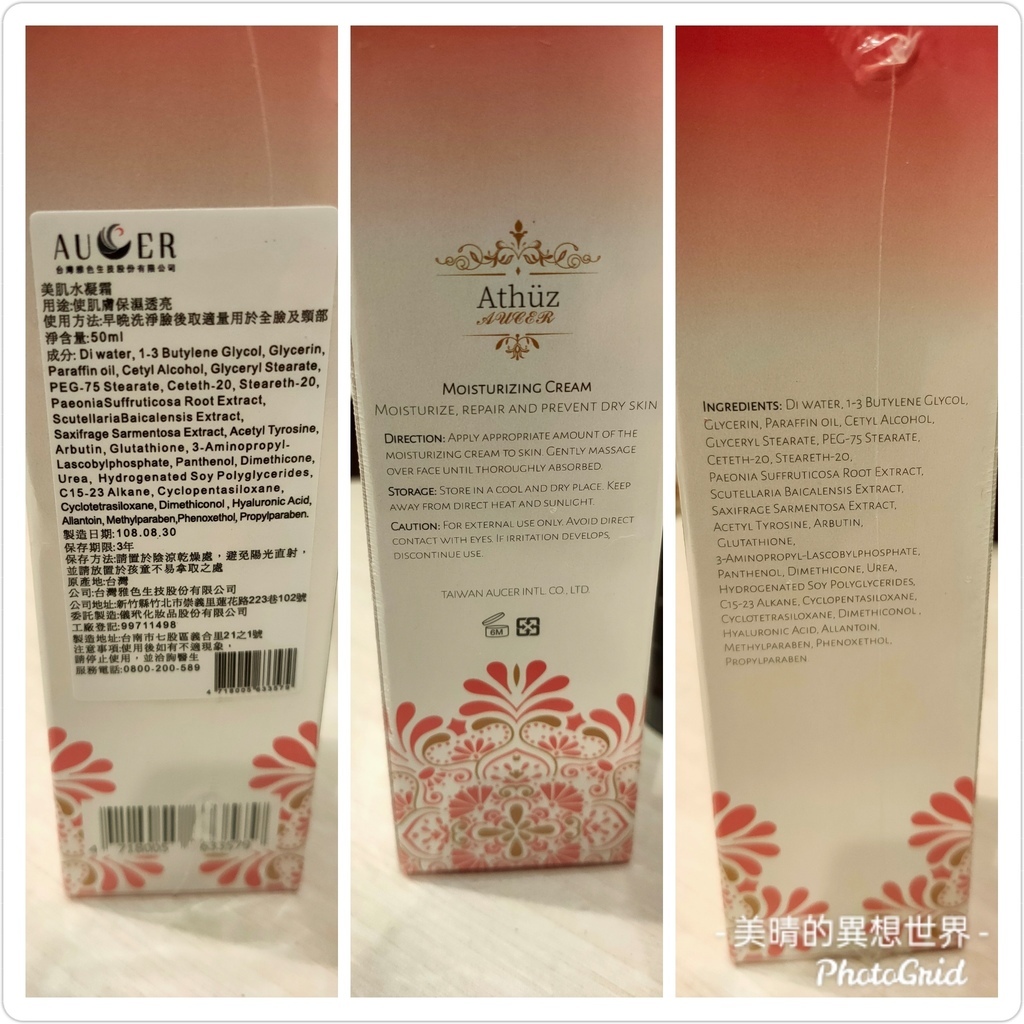 AUCER
台灣雅色生技股份有限公司
美肌水凝霜
用途:使肌膚保濕透亮
使用方法:早晚洗淨臉後取適量用於全臉及頸部
淨含量:50ml
成分: Di water, 1-3 Butylene Glycol, Glycerin,
Paraffin oil, Cetyl Alcohol, Glyceryl Stearate,
PEG-75 Stearate, Ceteth-20, Steareth-20,
PaeoniaSuffruticosa Root Extract,
ScutellariaBaicalensis Extract,
Saxifrage Sarmentosa Extract, Acetyl Tyrosine,
Arbutin, Glutathione, 3-Aminopropyl-
Lascobylphosphate, Panthenol, Dimethicone,
Urea, Hydrogenated Soy Polyglycerides,
C15-23 Alkane, Cyclopentasiloxane,
Cyclotetrasiloxane, Dimethiconol, Hyaluronic Acid,
Allantoin, Methylparaben,Phenoxethol, Propylparaben.
製造日期:108.08.30
保存期限:3年
保存方法:請置於陰涼乾燥處，避免陽光直射，
並請放置於孩童不易拿取之處
原產地:台灣
公司:台灣雅色生技股份有限公司
公司地址:新竹縣竹北市崇義里蓮花路223巷102號
委託製造:儀玳化妝品股份有限公司
工廠登記:99711498
製造地址:台南市七股區義合里21之1號
注意事項:使用後如有不適現象，
請停止使用，並洽詢醫生
服務電話:0800-200-589
4 718005 633579
4 718005 633579
Athüz
AUCER
MOISTURIZING CREAM
MOISTURIZE, REPAIR AND PREVENT DRY SKIN
DIRECTION: APPLY APPROPRIATE AMOUNT OF THE
MOISTURIZING CREAM TO SKIN. GENTLY MASSAGE
OVER FACE UNTIL THOROUGHLY ABSORBED.
STORAGE: STORE IN A COOL AND DRY PLACE. KEEP
AWAY FROM DIRECT HEAT AND SUNLIGHT.
CAUTION: FOR EXTERNAL USE ONLY. AVOID DIRECT
CONTACT WITH EYES. IF IRRITATION DEVELOPS,
DISCONTINUE USE.
TAIWAN AUCER INTL. CO., LTD.
6M
INGREDIENTS: DI WATER, 1-3 BUTYLENE GLYCOL,
GLYCERIN, PARAFFIN OIL, CETYL ALCOHOL,
GLYCERYL STEARATE, PEG-75 STEARATE,
CETETH-20, STEARETH-20,
PAEONIA SUFFRUTICOSA ROOT EXTRACT,
SCUTELLARIA BAICALENSIS EXTRACT,
SAXIFRAGE SARMENTOSA EXTRACT,
ACETYL TYROSINE, ARBUTIN,
GLUTATHIONE,
3-AMINOPROPYL-LASCOBYLPHOSPHATE,
PANTHENOL, DIMETHICONE, UREA,
HYDROGENATED SOY POLYGLYCERIDES,
C15-23 ALKANE, CYCLOPENTASILOXANE,
CYCLOTETRASILOXANE, DIMETHICONOL,
HYALURONIC ACID, ALLANTOIN,
METHYLPARABEN, PHENOXETHOL,
PROPYLPARABEN
-美晴的異想世界-
PhotoGrid